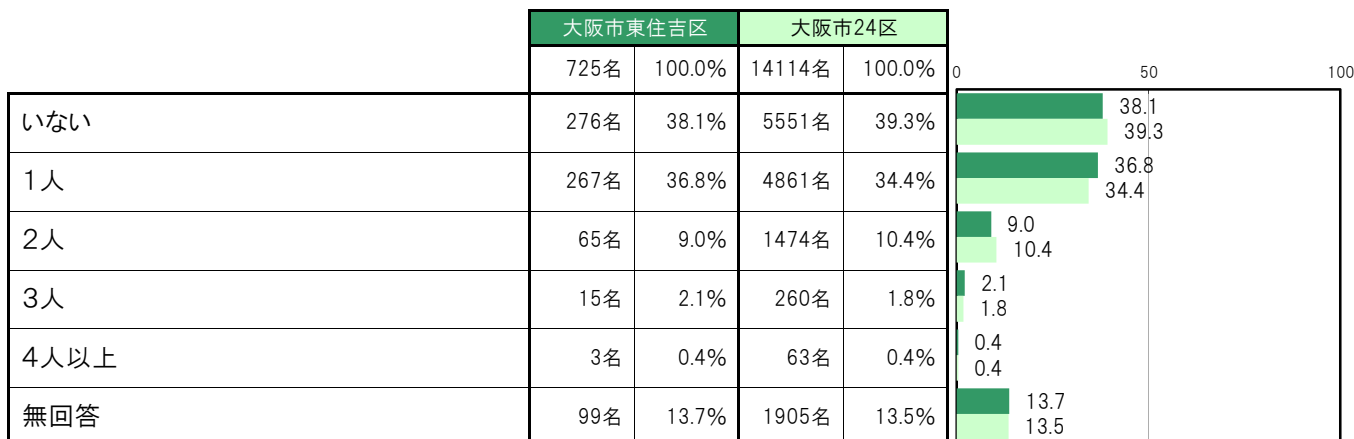 大阪市東住吉区 大阪市24区
725名 100.0% 14114名 100.0% 0 50 100
いない 276名 38.1% 5551名 39.3% 38.1
39.3
1人 267名 36.8% 4861名 34.4% 36.8
34.4
2人 65名 9.0% 1474名 10.4% 9.0
10.4
3人 15名 2.1% 260名 1.8% 2.1
1.8
4人以上 3名 0.4% 63名 0.4% 0.4
0.4
無回答 99名 13.7% 1905名 13.5% 13.7
13.5